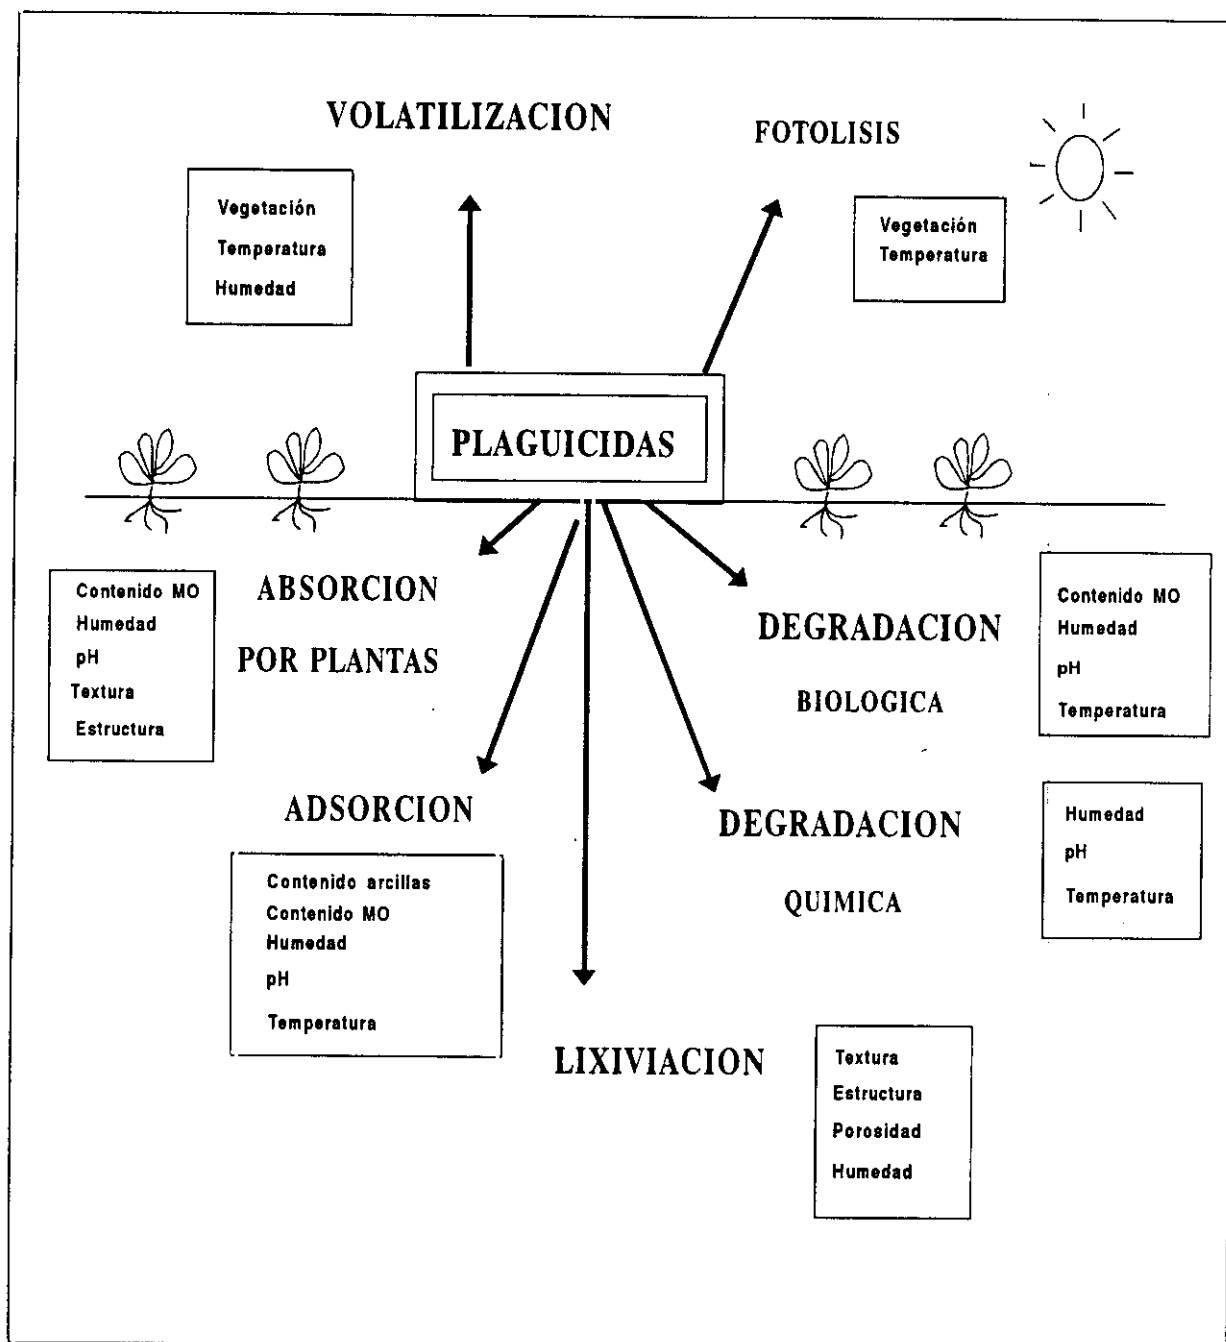 VOLATILIZACION
FOTOLISIS
Vegetación
Temperatura
Humedad
Vegetación
Temperatura
PLAGUICIDAS
Contenido MO
Humedad
pH
Textura
Estructura
ABSORCION
POR PLANTAS
DEGRADACION
BIOLOGICA
Contenido MO
Humedad
pH
Temperatura
ADSORCION
Contenido arcillas
Contenido MO
Humedad
pH
Temperatura
DEGRADACION
QUIMICA
Humedad
pH
Temperatura
LIXIVIACION
Textura
Estructura
Porosidad
Humedad